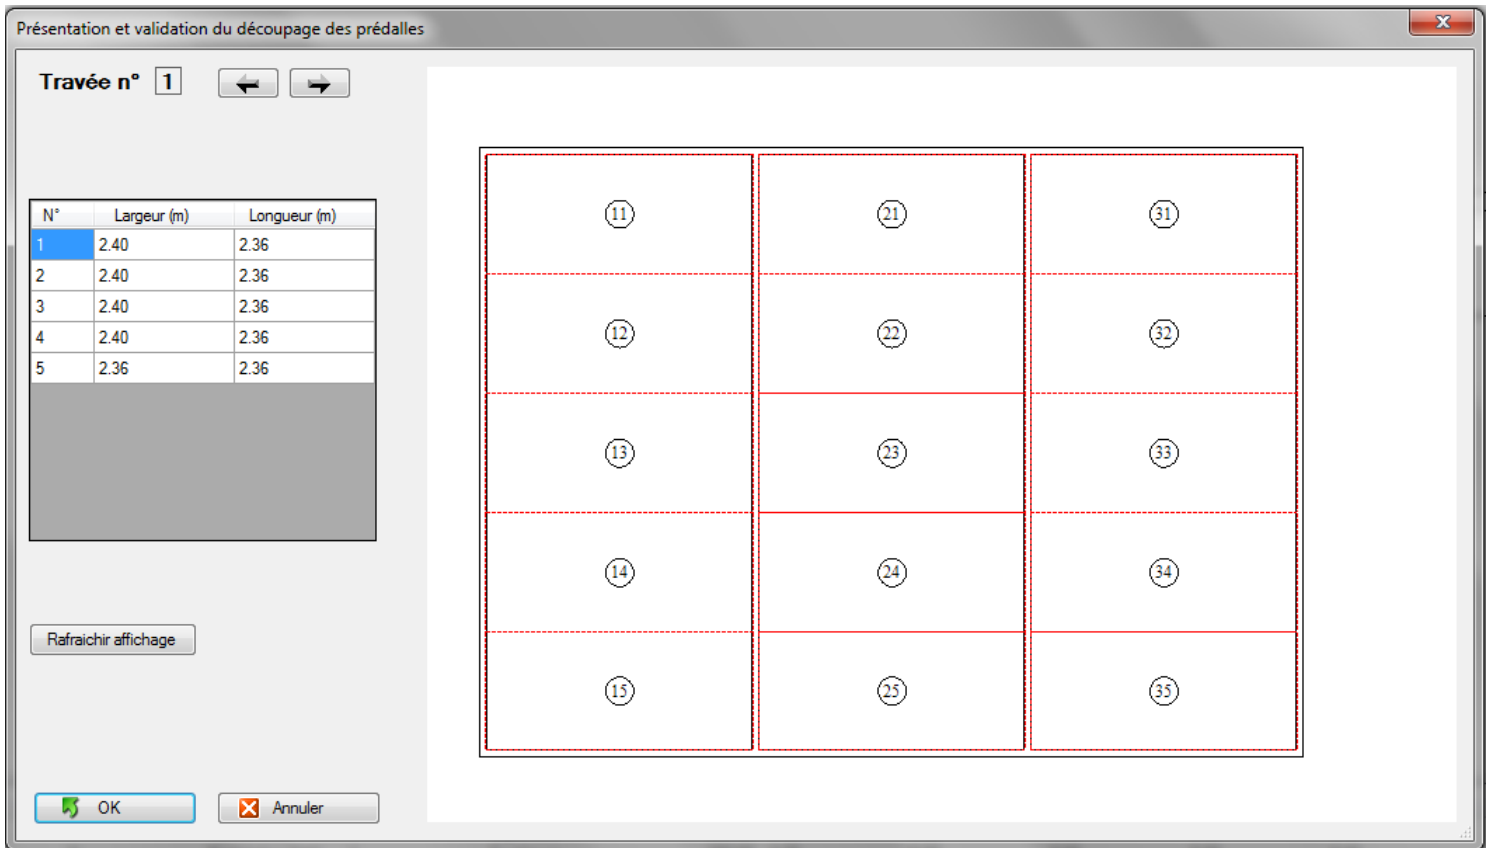 Présentation et validation du découpage des prédalles
Travée n° 1
N° Largeur (m) Longueur (m)
1 2.40 2.36
2 2.40 2.36
3 2.40 2.36
4 2.40 2.36
5 2.36 2.36
Rafraichir affichage
OK Annuler
11 21 31
12 22 32
13 23 33
14 24 34
15 25 35